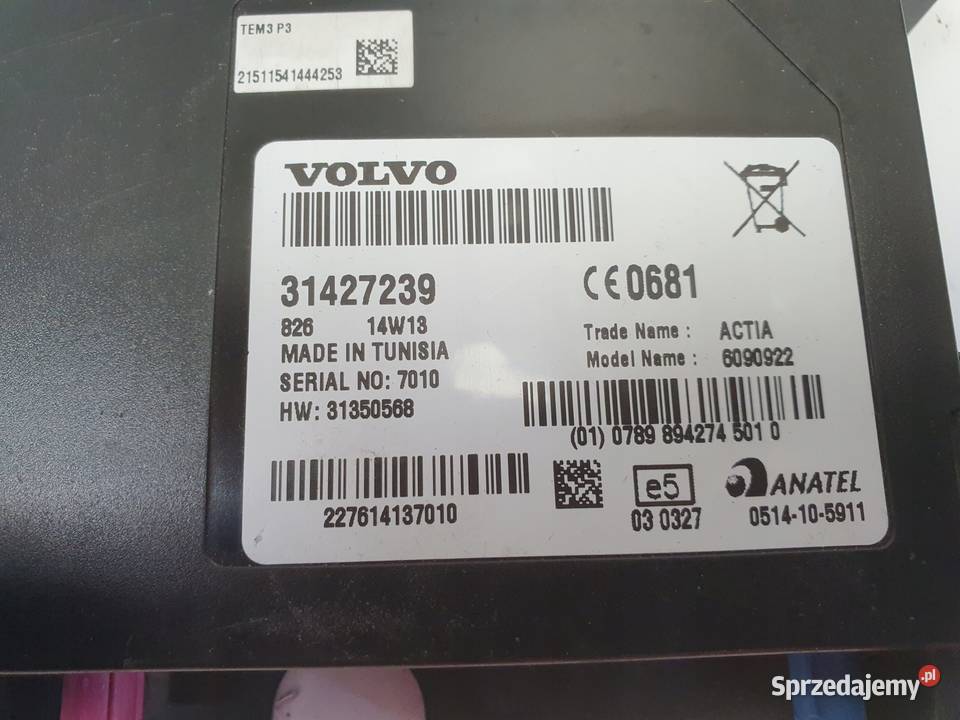 TEM3 P3
21511541444253
VOLVO
31427239
826 14W13
MADE IN TUNISIA
SERIAL NO: 7010
HW: 31350568
CE0681
Trade Name : ACTIA
Model Name : 6090922
(01) 0789 894274 501 0
227614137010
e5
03 0327
ANATEL
0514-10-5911
Sprzedajemy.pl